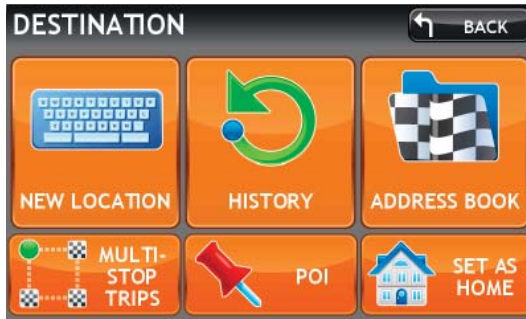 DESTINATION
BACK
NEW LOCATION
HISTORY
ADDRESS BOOK
MULTI-
STOP
TRIPS
POI
SET AS
HOME